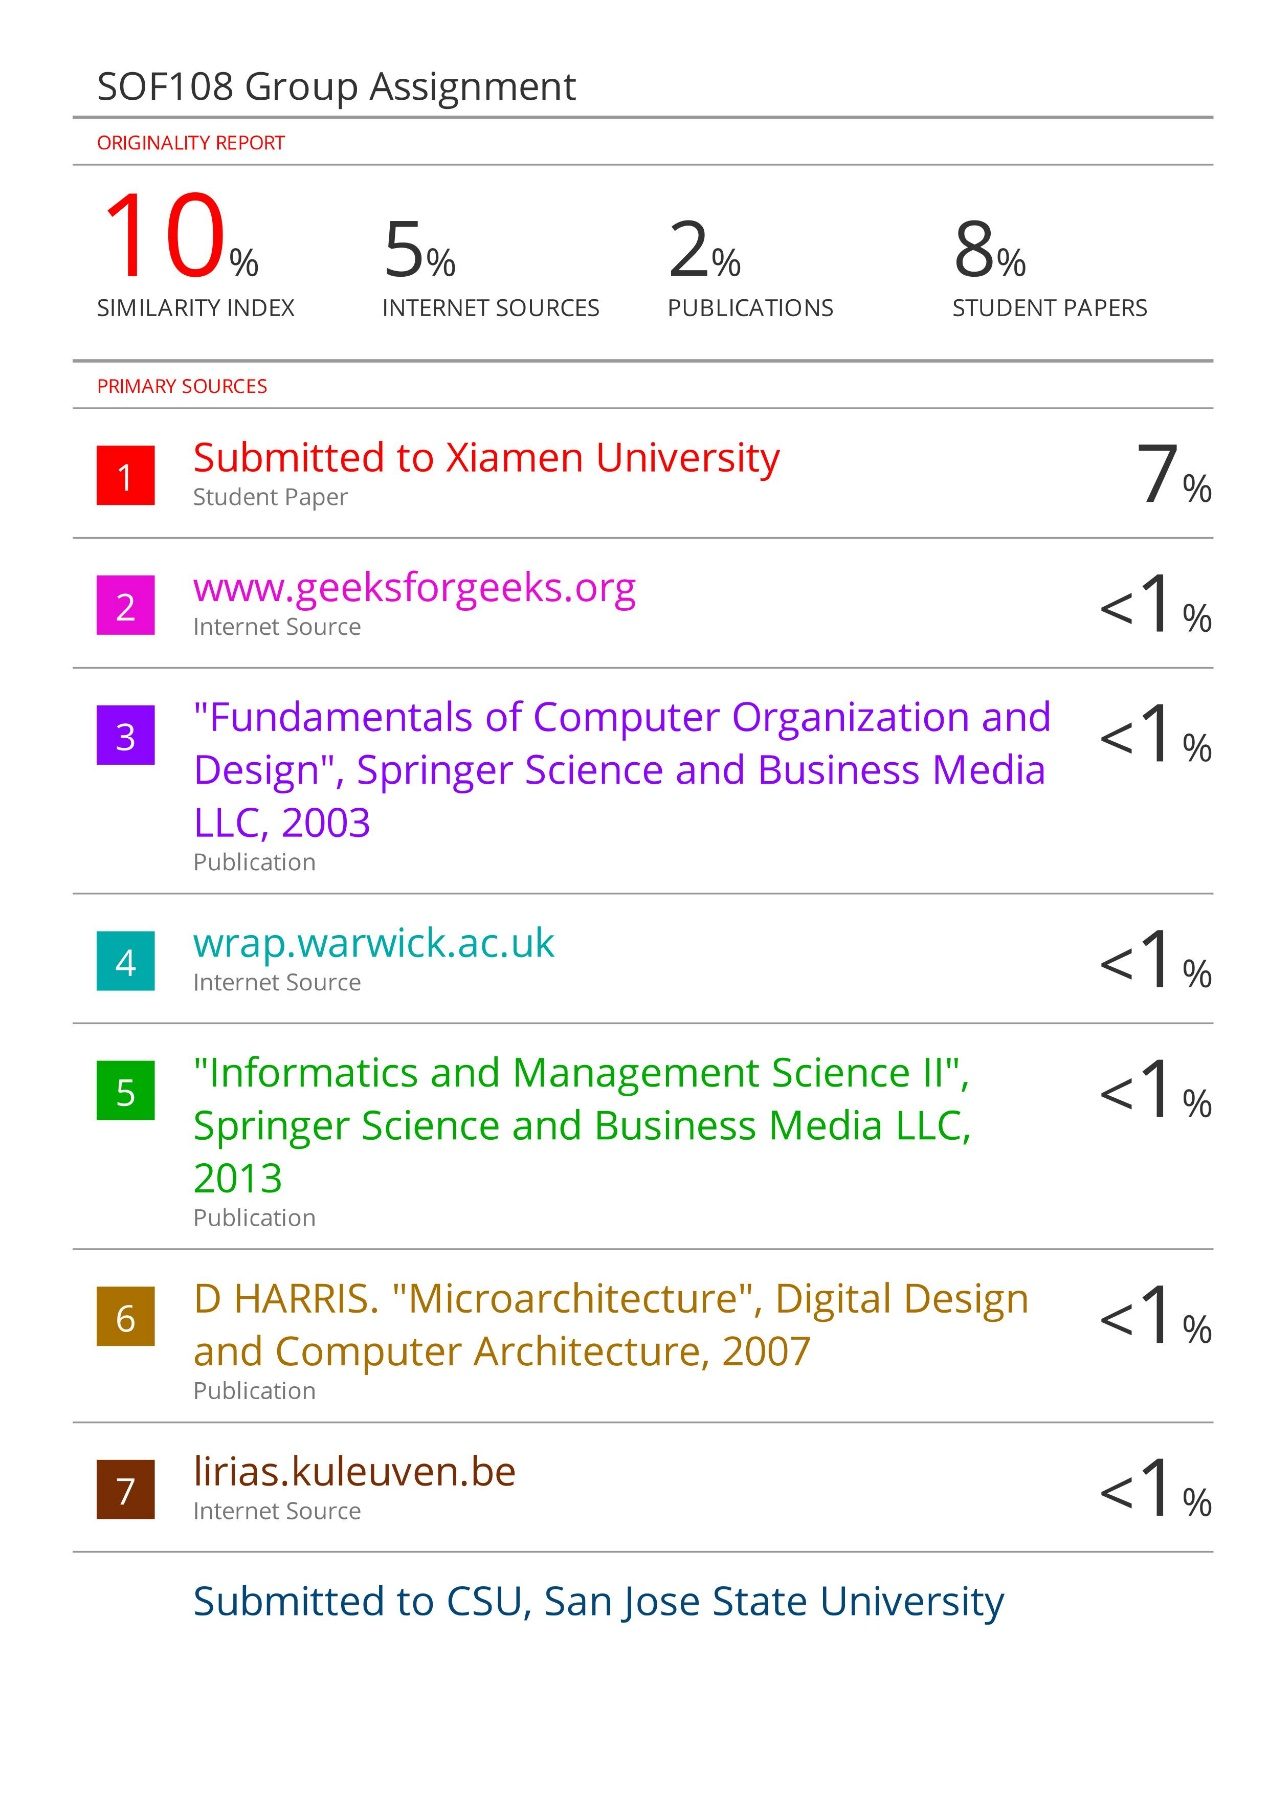 SOF108 Group Assignment
ORIGINALITY REPORT
10% 5% 2% 8%
SIMILARITY INDEX INTERNET SOURCES PUBLICATIONS STUDENT PAPERS
PRIMARY SOURCES
1 Submitted to Xiamen University 7%
Student Paper
2 www.geeksforgeeks.org <1%
Internet Source
3 "Fundamentals of Computer Organization and <1%
Design", Springer Science and Business Media
LLC, 2003
Publication
4 wrap.warwick.ac.uk <1%
Internet Source
5 "Informatics and Management Science II", <1%
Springer Science and Business Media LLC,
2013
Publication
6 D HARRIS. "Microarchitecture", Digital Design <1%
and Computer Architecture, 2007
Publication
7 lirias.kuleuven.be <1%
Internet Source
Submitted to CSU, San Jose State University